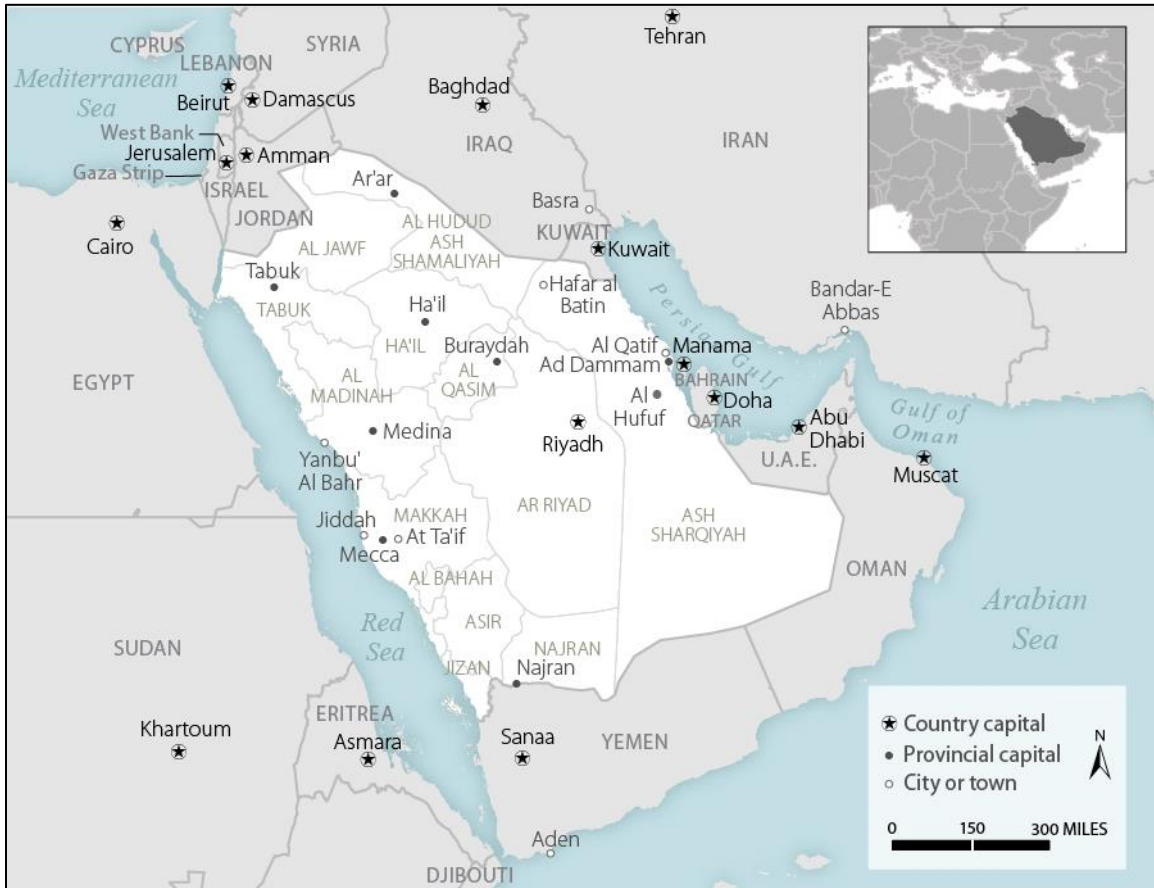 CYPRUS
SYRIA
Tehran
LEBANON
Mediterranean
Sea
Beirut
Damascus
Baghdad
West Bank
Jerusalem
Amman
IRAQ
IRAN
Gaza Strip
ISRAEL
Ar'ar
Basra
JORDAN
AL HUDUD
ASH
SHAMALIYAH
KUWAIT
Kuwait
Cairo
AL JAWF
Tabuk
Hafar al
Batin
Persian Gulf
Bandar-E
Abbas
TABUK
Ha'il
HA'IL
Buraydah
Al Qatif
Manama
Ad Dammam
EGYPT
AL
MADINAH
AL
QASIM
BAHRAIN
Doha
Al
Hufuf
QATAR
Abu
Dhabi
Gulf of
Oman
Medina
Riyadh
U.A.E.
Muscat
Yanbu'
Al Bahr
AR RIYAD
ASH
SHARQIYAH
Jiddah
MAKKAH
At Ta'if
Mecca
OMAN
AL BAHAH
Arabian
Sea
Red
Sea
ASIR
SUDAN
NAJRAN
JIZAN
Najran
ERITREA
Khartoum
Asmara
Sanaa
YEMEN
Aden
DJIBOUTI
Country capital
Provincial capital
City or town
N
0 150 300 MILES